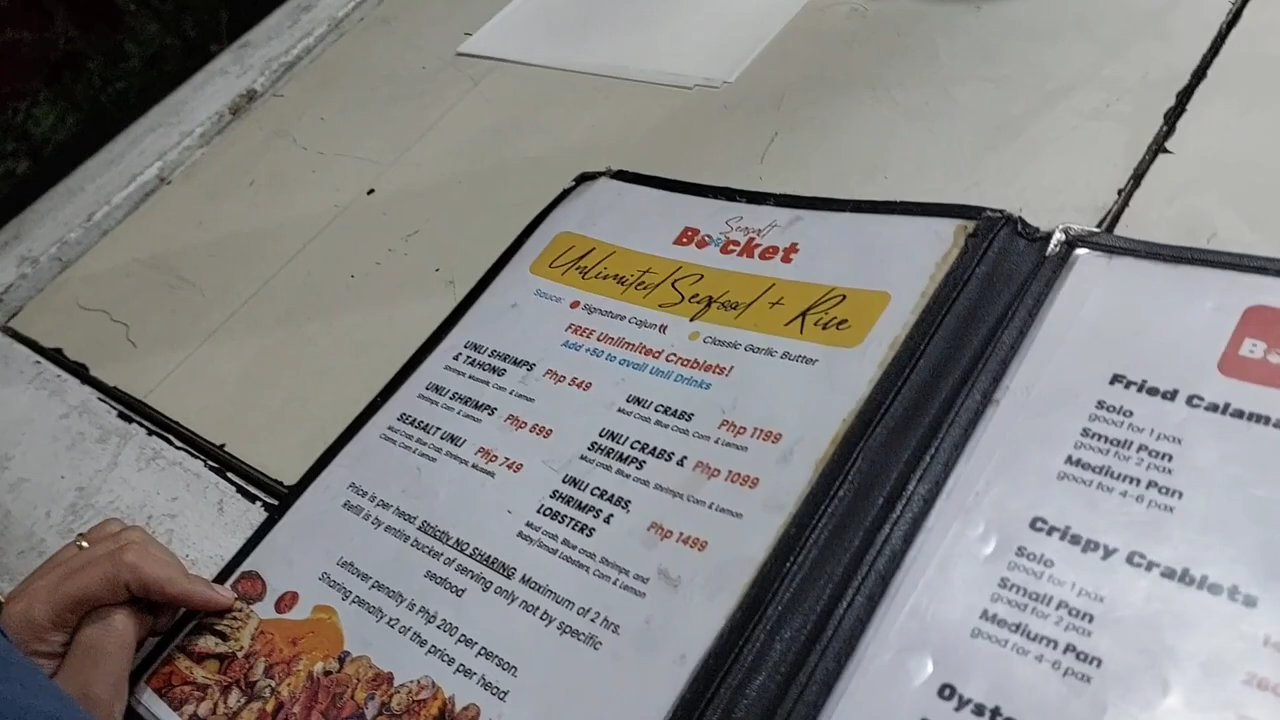 Seasalt
Bucket
Unlimited Seafood + Rice
Sauce: Signature Cajun
Classic Garlic Butter
FREE Unlimited Crablets!
Add +50 to avail Unli Drinks
UNLI SHRIMPS
& TAHONG
Php 549
Shrimps, Mussels, Corn & Lemon
UNLI SHRIMPS
Php 699
Shrimps, Corn & Lemon
SEASALT UNLI
Php 749
Mud Crab, Blue Crab, Shrimps, Mussels,
Clams, Corn & Lemon
UNLI CRABS
Php 1199
Mud Crab, Blue Crab, Corn & Lemon
UNLI CRABS &
SHRIMPS
Php 1099
Mud crab, Blue crab, Shrimps, Corn & Lemon
UNLI CRABS,
SHRIMPS &
LOBSTERS
Php 1499
Mud crab, Blue crab, Shrimps, and
Baby/Small Lobsters, Corn & Lemon
Price is per head. Strictly NO SHARING. Maximum of 2 hrs.
Refill is by entire bucket of serving only not by specific
seafood
Leftover penalty is Php 200 per person.
Sharing penalty x2 of the price per head.
Fried Calama
Solo
good for 1 pax
Small Pan
good for 2 pax
Medium Pan
good for 4-6 pax
Crispy Crablets
Solo
good for 1 pax
Small Pan
good for 2 pax
Medium Pan
good for 4-6 pax
Oyste